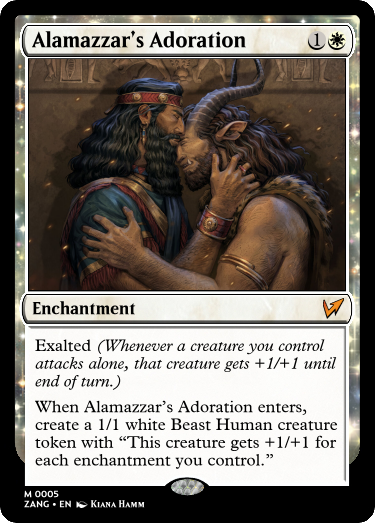 Alamazzar's Adoration 1
Enchantment
Exalted (Whenever a creature you control
attacks alone, that creature gets +1/+1 until
end of turn.)
When Alamazzar's Adoration enters,
create a 1/1 white Beast Human creature
token with “This creature gets +1/+1 for
each enchantment you control.”
M 0005
ZANG • EN Kiana Hamm